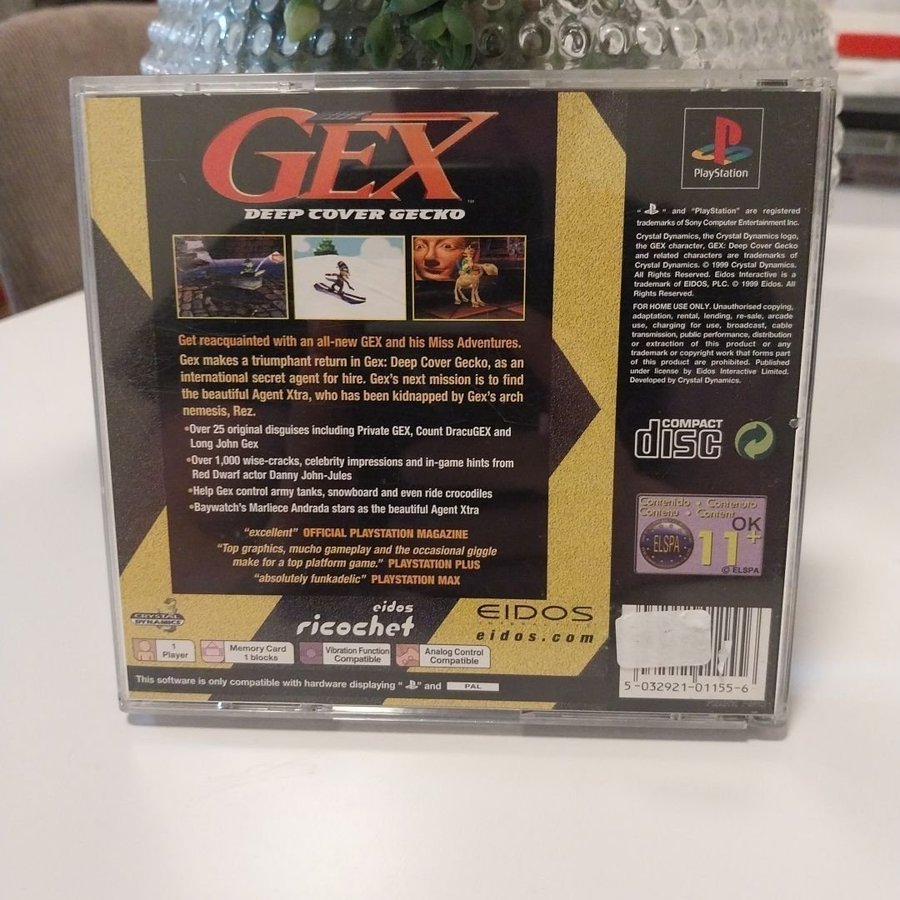 GEX
TM
DEEP COVER GECKO
Get reacquainted with an all-new GEX and his Miss Adventures.
Gex makes a triumphant return in Gex: Deep Cover Gecko, as an
international secret agent for hire. Gex's next mission is to find
the beautiful Agent Xtra, who has been kidnapped by Gex's arch
nemesis, Rez.
•Over 25 original disguises including Private GEX, Count DracuGEX and
Long John Gex
•Over 1,000 wise-cracks, celebrity impressions and in-game hints from
Red Dwarf actor Danny John-Jules
•Help Gex control army tanks, snowboard and even ride crocodiles
•Baywatch's Marliece Andrada stars as the beautiful Agent Xtra
"excellent" OFFICIAL PLAYSTATION MAGAZINE
"Top graphics, mucho gameplay and the occasional giggle
make for a top platform game." PLAYSTATION PLUS
"absolutely funkadelic" PLAYSTATION MAX
CRYSTAL
DYNAMICS
eidos
ricochet
EIDOS
eidos.com
1
Player
Memory Card
1 blocks
Vibration Function
Compatible
Analog Control
Compatible
This software is only compatible with hardware displaying " " and PAL
PlayStation
" " and "PlayStation" are registered
trademarks of Sony Computer Entertainment Inc.
Crystal Dynamics, the Crystal Dynamics logo,
the GEX character, GEX: Deep Cover Gecko
and related characters are trademarks of
Crystal Dynamics. © 1999 Crystal Dynamics.
All Rights Reserved. Eidos Interactive is a
trademark of EIDOS, PLC. © 1999 Eidos. All
Rights Reserved.
FOR HOME USE ONLY. Unauthorised copying,
adaptation, rental, lending, re-sale, arcade
use, charging for use, broadcast, cable
transmission, public performance, distribution
or extraction of this product or any
trademark or copyright work that forms part
of this product are prohibited. Published
under license by Eidos Interactive Limited.
Developed by Crystal Dynamics.
COMPACT
disc
Contenido • Contenuto
Contenu • Content
OK
ELSPA
11+
© ELSPA
5-032921-01155-6